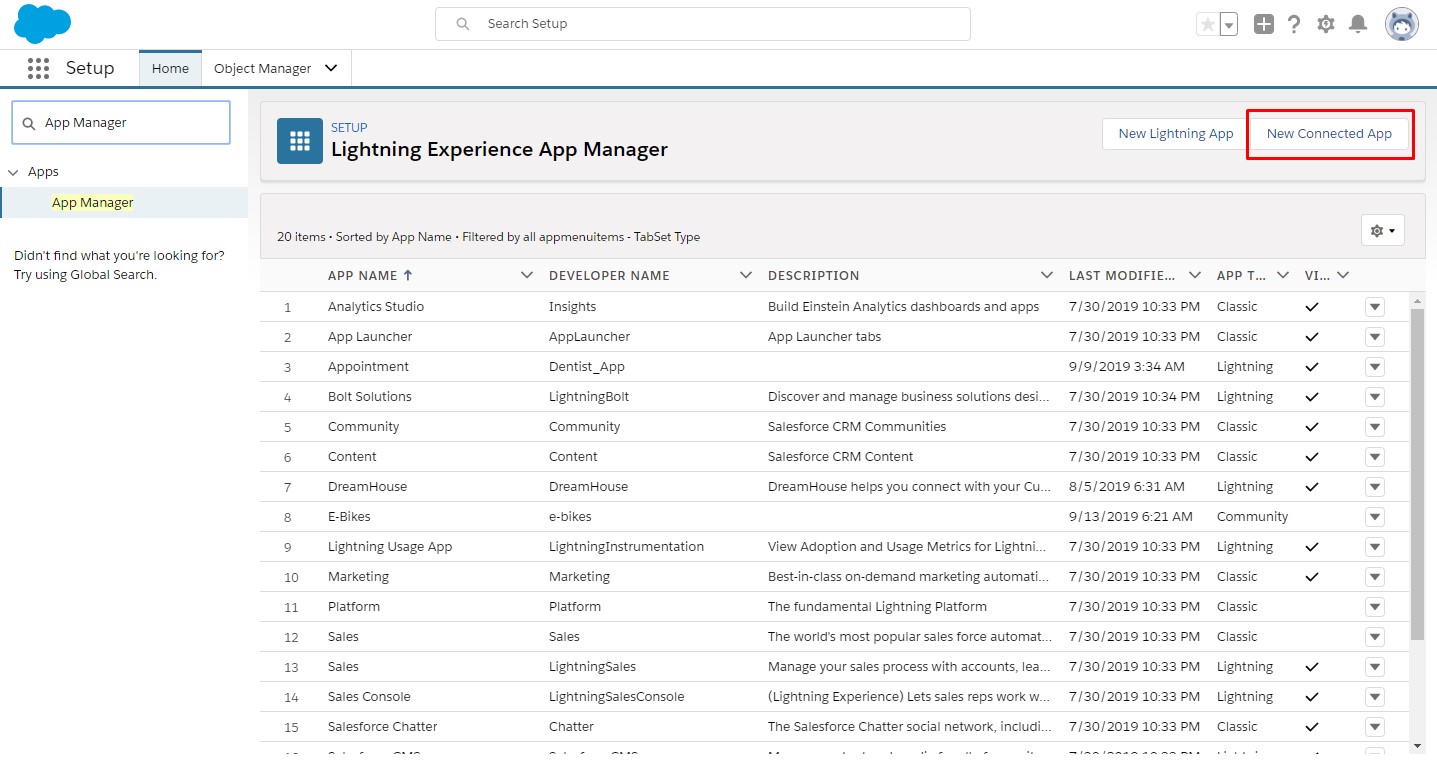 Search Setup
Setup
Home
Object Manager
App Manager
Apps
App Manager
Didn't find what you're looking for?
Try using Global Search.
SETUP
Lightning Experience App Manager
New Lightning App
New Connected App
20 items • Sorted by App Name • Filtered by all appmenuitems - TabSet Type
APP NAME ↑ DEVELOPER NAME DESCRIPTION LAST MODIFIE... APP T... VI...
1 Analytics Studio Insights Build Einstein Analytics dashboards and apps 7/30/2019 10:33 PM Classic
2 App Launcher AppLauncher App Launcher tabs 7/30/2019 10:33 PM Classic
3 Appointment Dentist_App 9/9/2019 3:34 AM Lightning
4 Bolt Solutions LightningBolt Discover and manage business solutions desi... 7/30/2019 10:34 PM Lightning
5 Community Community Salesforce CRM Communities 7/30/2019 10:33 PM Classic
6 Content Content Salesforce CRM Content 7/30/2019 10:33 PM Classic
7 DreamHouse DreamHouse DreamHouse helps you connect with your Cu... 8/5/2019 6:31 AM Lightning
8 E-Bikes e-bikes 9/13/2019 6:21 AM Community
9 Lightning Usage App LightningInstrumentation View Adoption and Usage Metrics for Lightni... 7/30/2019 10:33 PM Lightning
10 Marketing Marketing Best-in-class on-demand marketing automati... 7/30/2019 10:33 PM Classic
11 Platform Platform The fundamental Lightning Platform 7/30/2019 10:33 PM Classic
12 Sales Sales The world's most popular sales force automat... 7/30/2019 10:33 PM Classic
13 Sales LightningSales Manage your sales process with accounts, lea... 7/30/2019 10:33 PM Lightning
14 Sales Console LightningSalesConsole (Lightning Experience) Lets sales reps work w... 7/30/2019 10:33 PM Lightning
15 Salesforce Chatter Chatter The Salesforce Chatter social network, includi... 7/30/2019 10:33 PM Classic